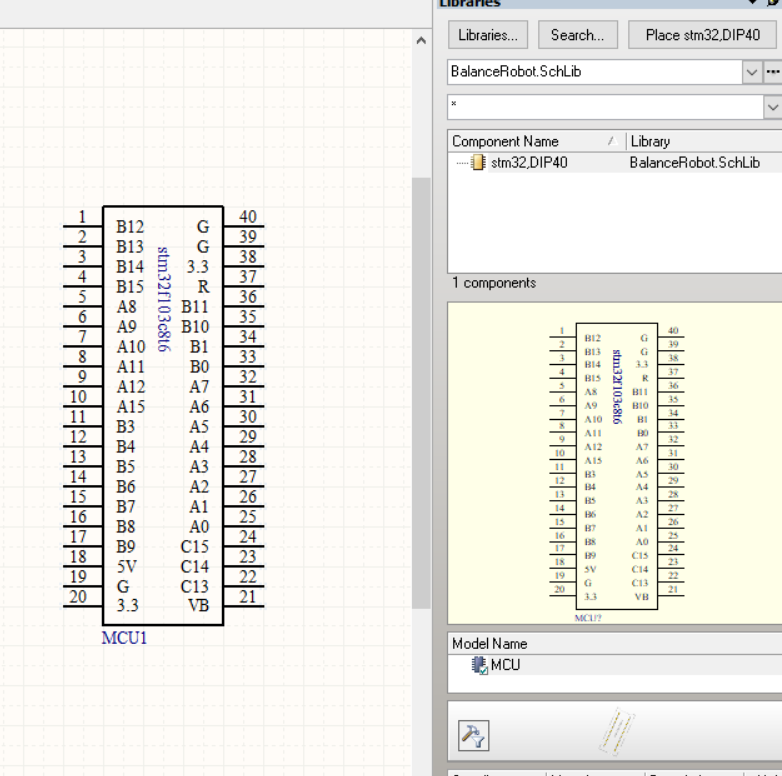 Libraries
Libraries... Search... Place stm32,DIP40
BalanceRobot.SchLib
*
Component Name Library
stm32,DIP40 BalanceRobot.SchLib
1 components
1 B12 G 40
2 B13 G 39
3 B14 3.3 38
4 B15 R 37
5 A8 B11 36
6 A9 B10 35
7 A10 B1 34
8 A11 B0 33
9 A12 A7 32
10 A15 A6 31
11 B3 A5 30
12 B4 A4 29
13 B5 A3 28
14 B6 A2 27
15 B7 A1 26
16 B8 A0 25
17 B9 C15 24
18 5V C14 23
19 G C13 22
20 3.3 VB 21
stm32f103c8t6
MCU1
1 B12 G 40
2 B13 G 39
3 B14 3.3 38
4 B15 R 37
5 A8 B11 36
6 A9 B10 35
7 A10 B1 34
8 A11 B0 33
9 A12 A7 32
10 A15 A6 31
11 B3 A5 30
12 B4 A4 29
13 B5 A3 28
14 B6 A2 27
15 B7 A1 26
16 B8 A0 25
17 B9 C15 24
18 5V C14 23
19 G C13 22
20 3.3 VB 21
stm32f103c8t6
MCU?
Model Name
MCU